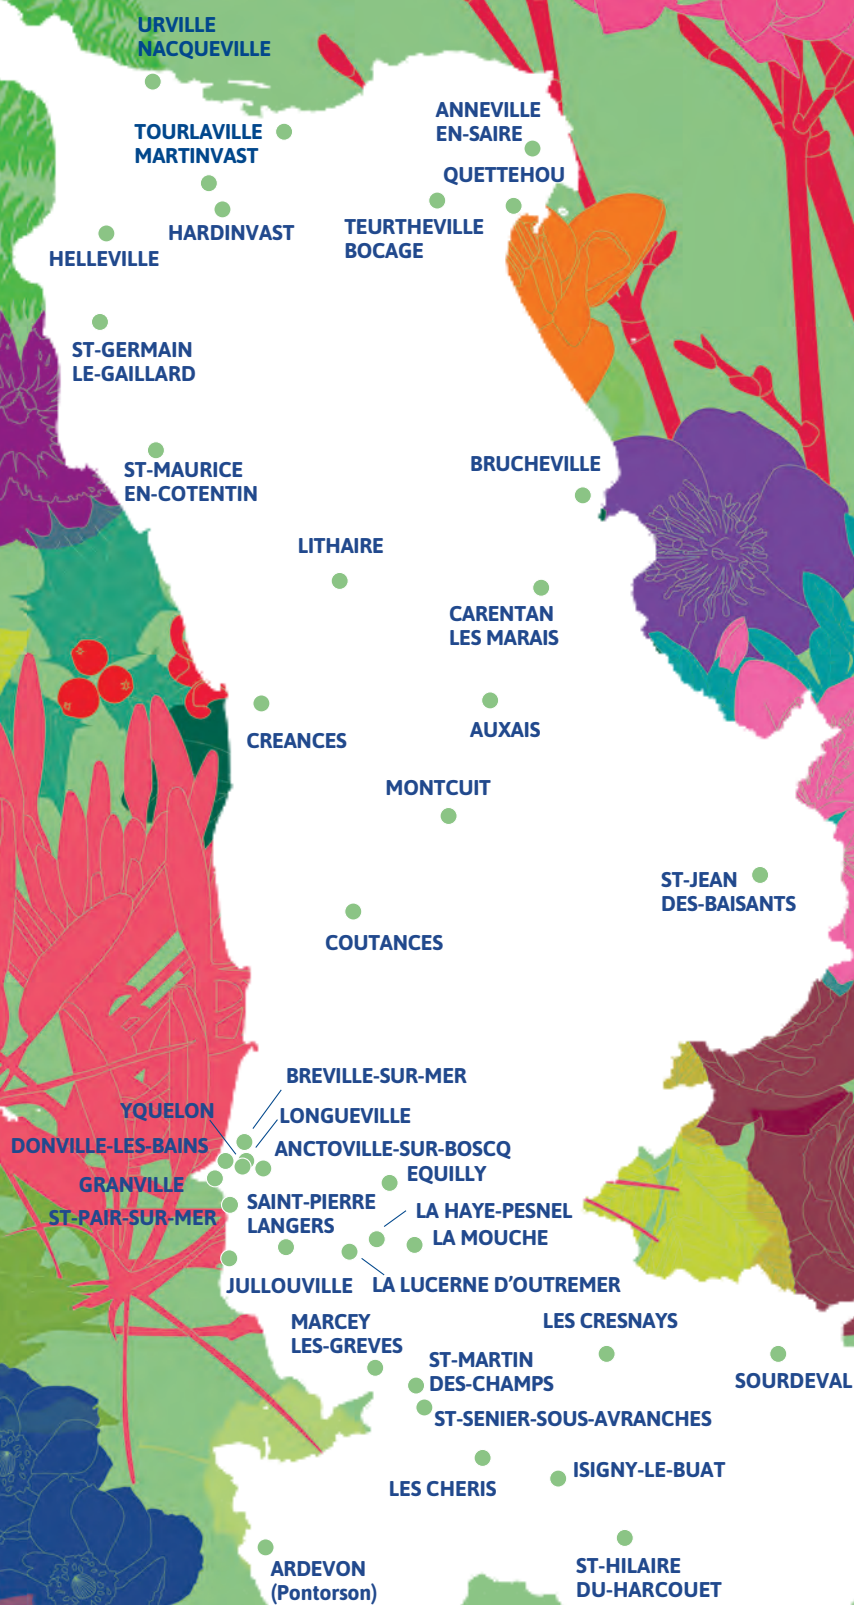 URVILLE
NACQUEVILLE
ANNEVILLE
EN-SAIRE
TOURLAVILLE
MARTINVAST
QUETTEHOU
HARDINVAST
TEURTHEVILLE
BOCAGE
HELLEVILLE
ST-GERMAIN
LE-GAILLARD
BRUCHEVILLE
ST-MAURICE
EN-COTENTIN
LITHAIRE
CARENTAN
LES MARAIS
AUXAIS
CREANCES
MONTCUIT
ST-JEAN
DES-BAISANTS
COUTANCES
BREVILLE-SUR-MER
YQUELON
LONGUEVILLE
DONVILLE-LES-BAINS
ANCTOVILLE-SUR-BOSCQ
EQUILLY
GRANVILLE
SAINT-PIERRE
LANGERS
LA HAYE-PESNEL
ST-PAIR-SUR-MER
LA MOUCHE
JULLOUVILLE
LA LUCERNE D'OUTREMER
MARCEY
LES-GREVES
LES CRESNAYS
ST-MARTIN
DES-CHAMPS
SOURDEVAL
ST-SENIER-SOUS-AVRANCHES
ISIGNY-LE-BUAT
LES CHERIS
ARDEVON
(Pontorson)
ST-HILAIRE
DU-HARCOUET